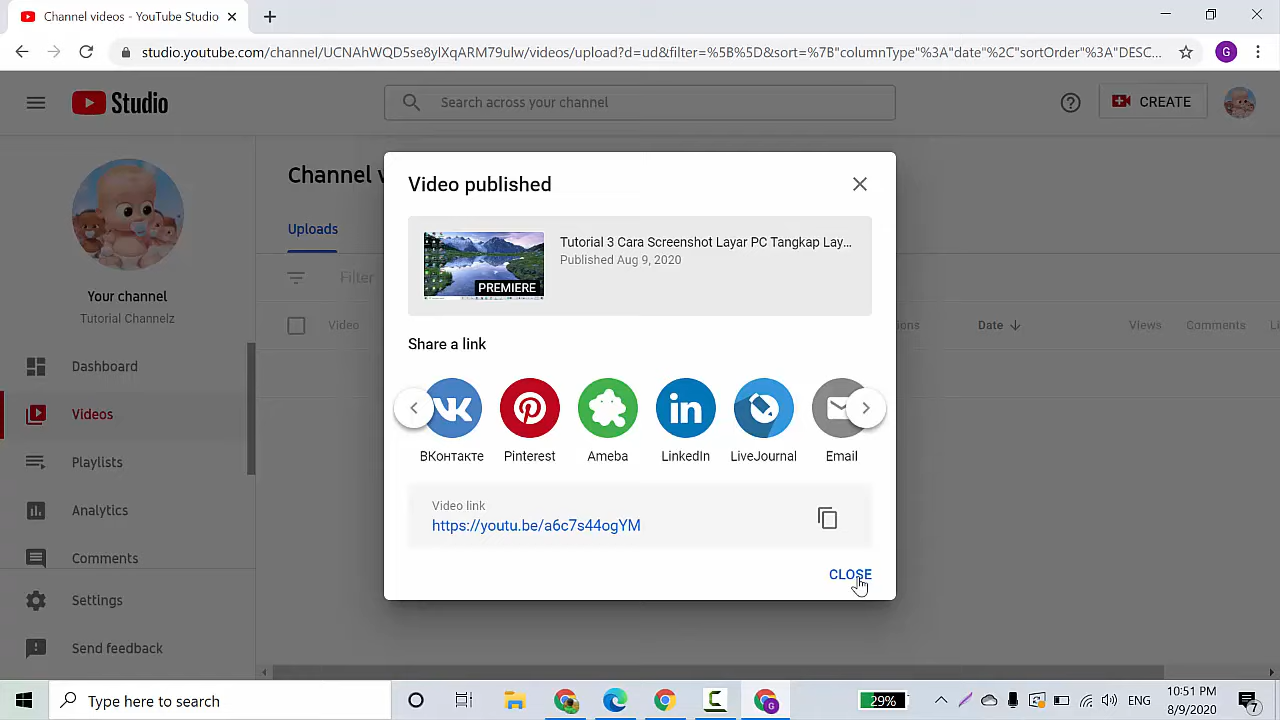 Channel videos - YouTube Studio
studio.youtube.com/channel/UCNAhWQD5se8ylXqARM79ulw/videos/upload?d=ud&filter=%5B%5D&sort=%7B"columnType"%3A"date"%2C"sortOrder"%3A"DESC...
G
Studio
Search across your channel
CREATE
Channel v
Uploads
Filter
Your channel
Tutorial Channelz
Video
ions
Date
Views
Comments
Li
Dashboard
Videos
Playlists
Analytics
Comments
Settings
Send feedback
Video published
PREMIERE
Tutorial 3 Cara Screenshot Layar PC Tangkap Lay...
Published Aug 9, 2020
Share a link
ВКонтакте
Pinterest
Ameba
LinkedIn
LiveJournal
Email
Video link
https://youtu.be/a6c7s44ogYM
CLOSE
Type here to search
29%
ENG
10:51 PM
8/9/2020
7